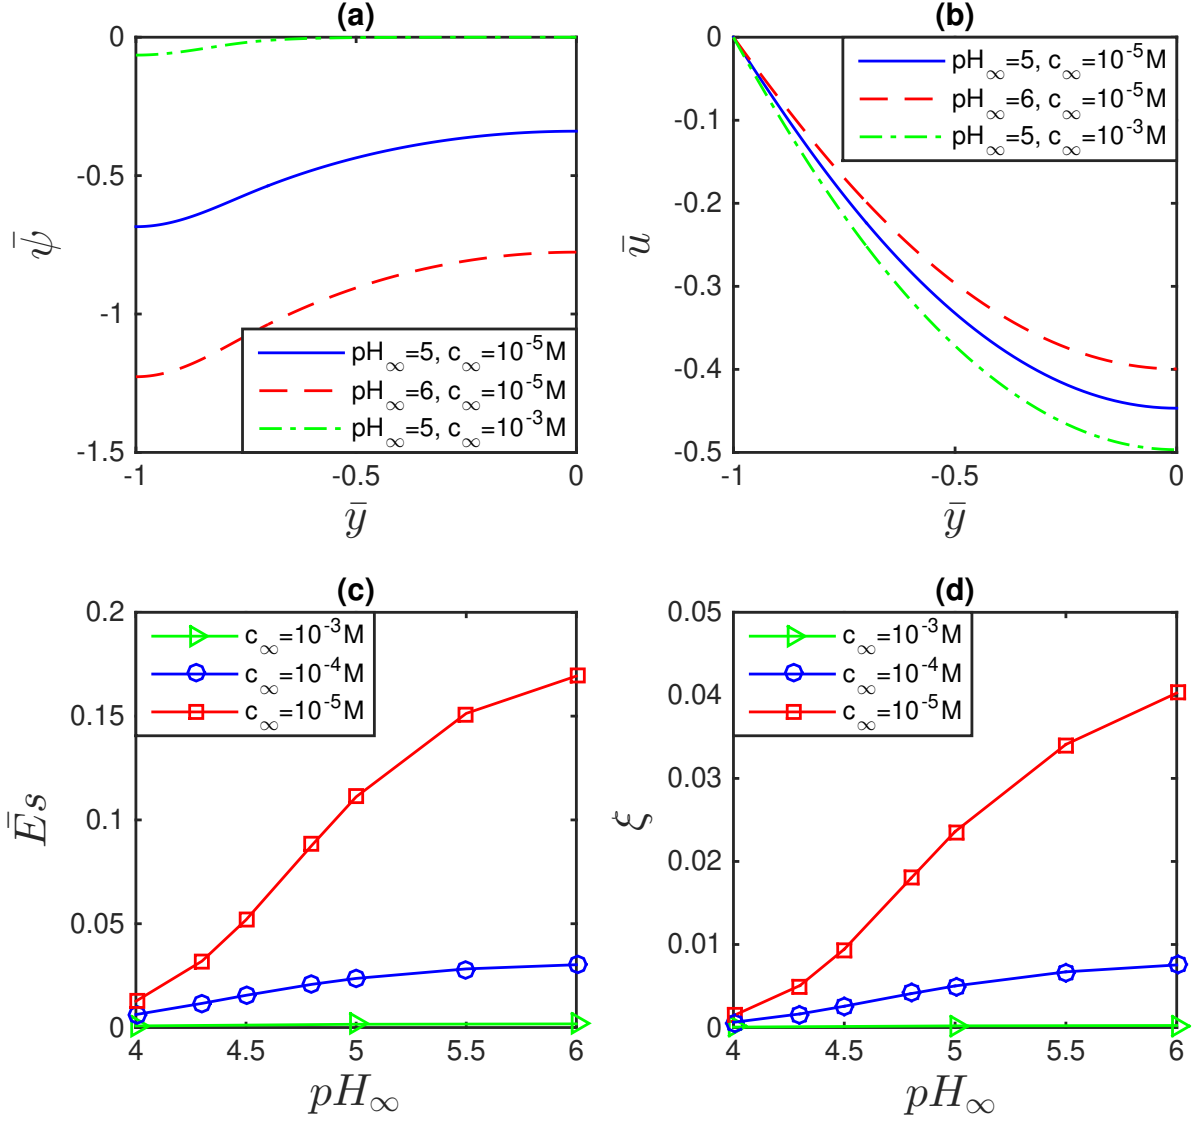 (a)
0
-0.5
-1
-1.5
ψ̄
pH∞=5, c∞=10⁻⁵M
pH∞=6, c∞=10⁻⁵M
pH∞=5, c∞=10⁻³M
-1
-0.5
0
ȳ
(b)
0
-0.1
-0.2
-0.3
-0.4
-0.5
ū
pH∞=5, c∞=10⁻⁵M
pH∞=6, c∞=10⁻⁵M
pH∞=5, c∞=10⁻³M
-1
-0.5
0
ȳ
(c)
0.2
0.15
0.1
0.05
0
Ēs
c∞=10⁻³M
c∞=10⁻⁴M
c∞=10⁻⁵M
4
4.5
5
5.5
6
pH∞
(d)
0.05
0.04
0.03
0.02
0.01
0
ξ
c∞=10⁻³M
c∞=10⁻⁴M
c∞=10⁻⁵M
4
4.5
5
5.5
6
pH∞